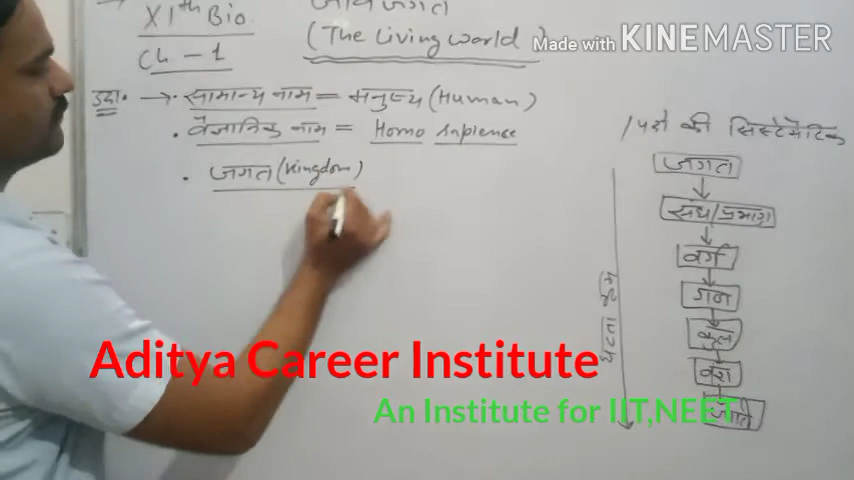 XIth Bio.
जीव जगत
Ch - 1
(The Living World)
Made with KINEMASTER
उदा. → • सामान्य नाम = मनुष्य (Human)
• वैज्ञानिक नाम = Homo sapience
• जगत (Kingdom)
की सिस्टेमेटिक
जगत
संघ/प्रभाग
वर्ग
गण
कुल
वंश
जाति
घटता क्रम
Aditya Career Institute
An Institute for IIT,NEET